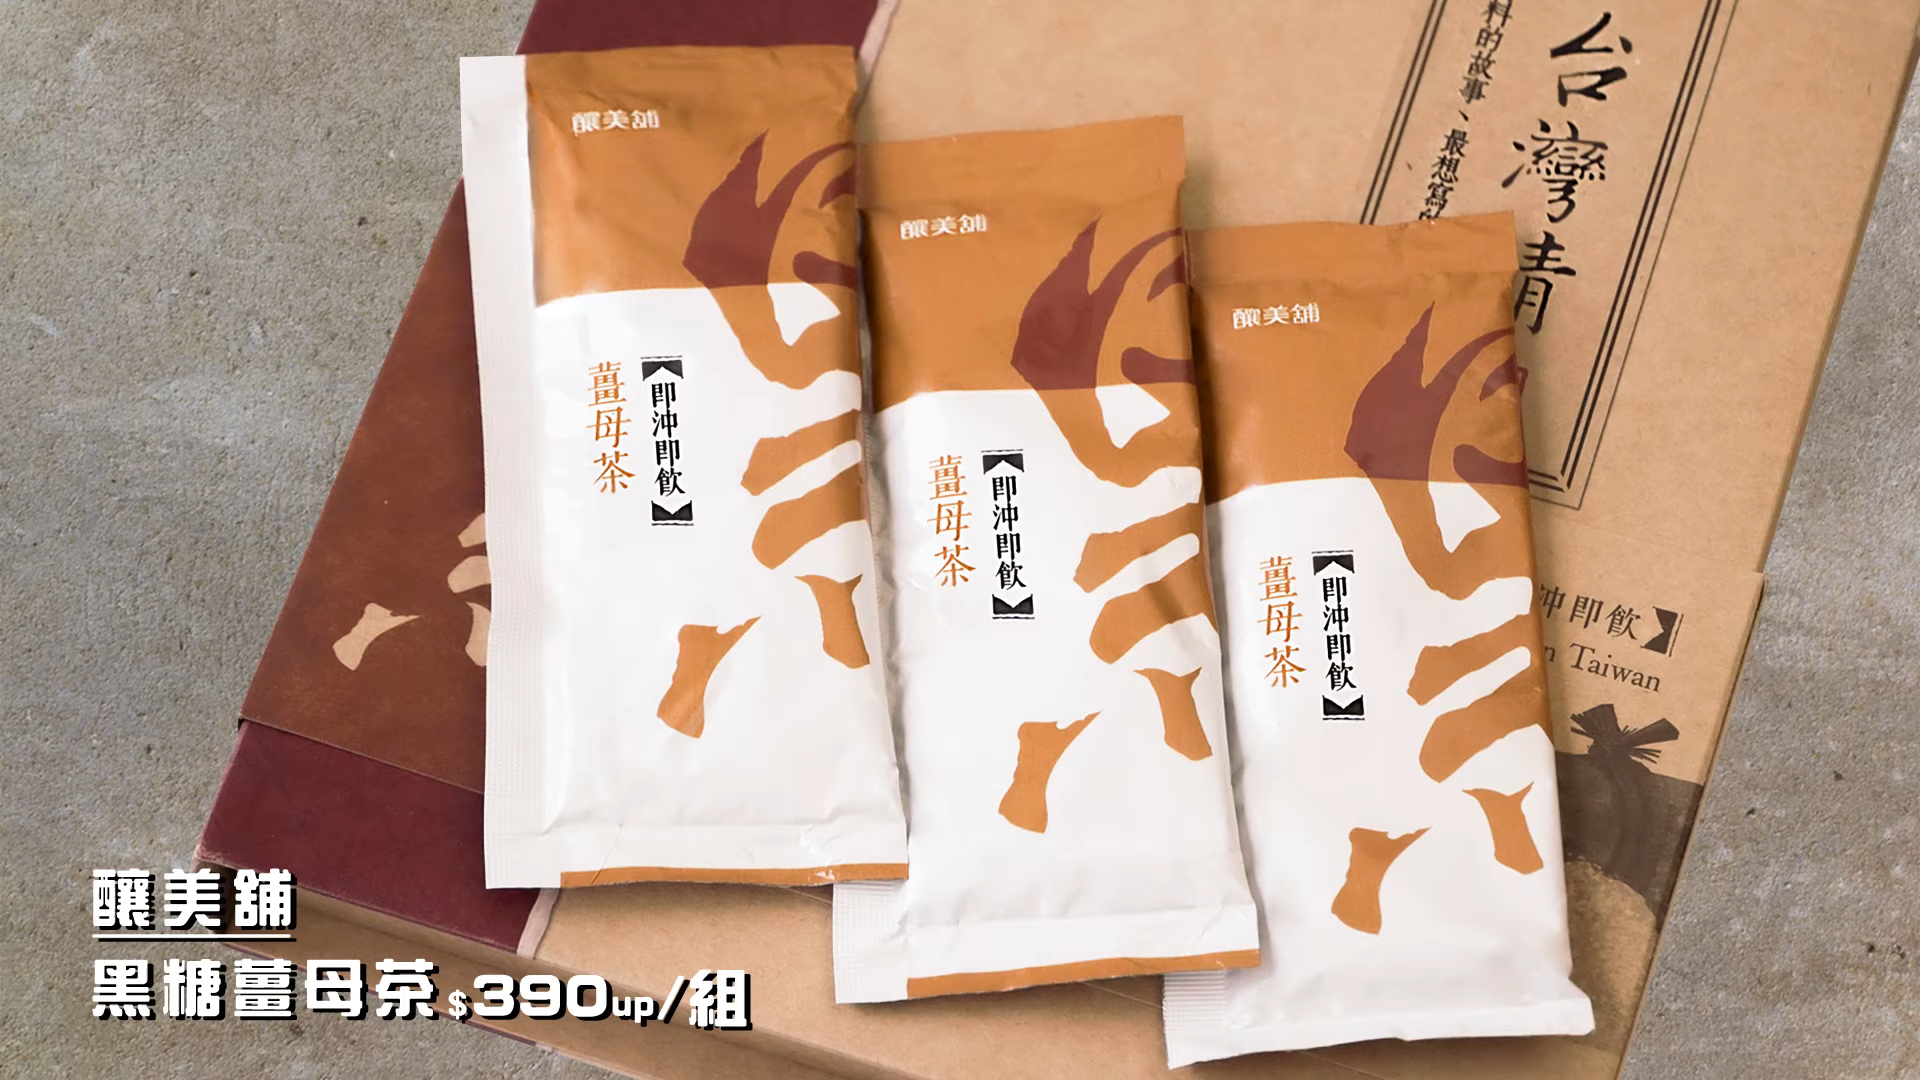 釀美舖
薑母茶
即沖即飲
釀美舖
薑母茶
即沖即飲
釀美舖
薑母茶
即沖即飲
料的故事、最想寫
台灣情
沖即飲
n Taiwan
釀美舖
黑糖薑母茶$390up/組